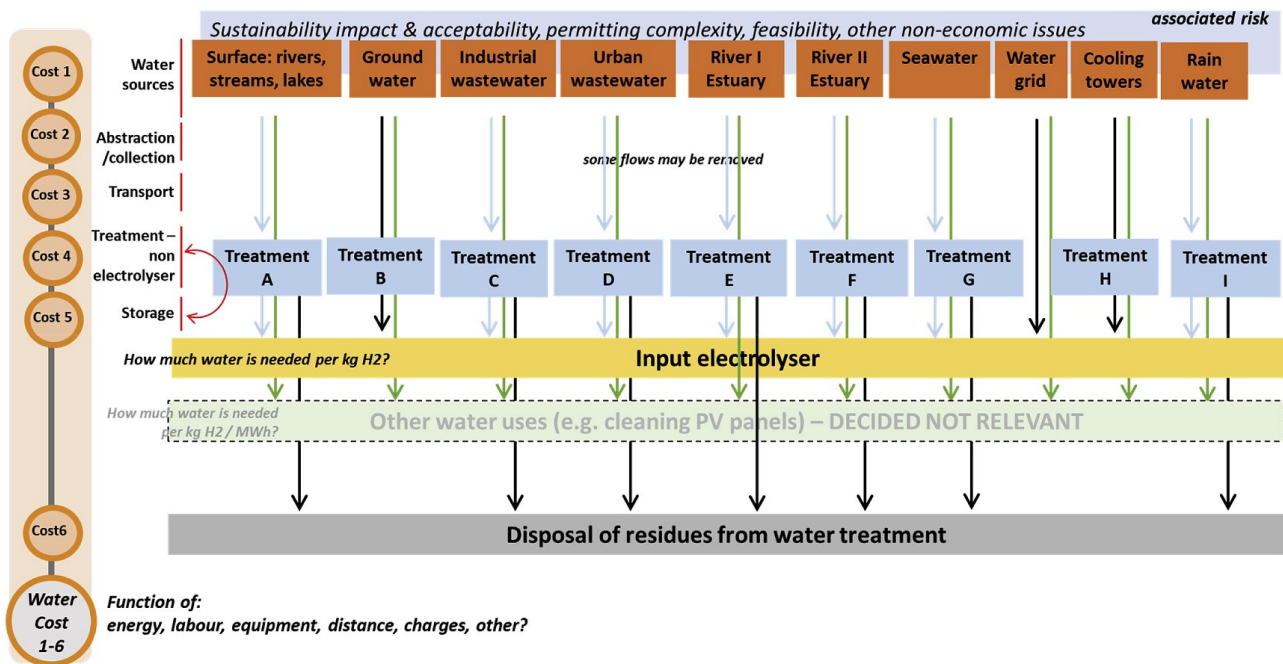 associated risk
Sustainability impact & acceptability, permitting complexity, feasibility, other non-economic issues
Cost 1
Water
sources
Surface: rivers,
streams, lakes
Ground
water
Industrial
wastewater
Urban
wastewater
River I
Estuary
River II
Estuary
Seawater
Water
grid
Cooling
towers
Rain
water
Cost 2
Abstraction
/collection
some flows may be removed
Cost 3
Transport
Cost 4
Treatment –
non
electrolyser
Treatment
A
Treatment
B
Treatment
C
Treatment
D
Treatment
E
Treatment
F
Treatment
G
Treatment
H
Treatment
I
Cost 5
Storage
How much water is needed per kg H2?
Input electrolyser
How much water is needed
per kg H2 / MWh?
Other water uses (e.g. cleaning PV panels) – DECIDED NOT RELEVANT
Cost6
Disposal of residues from water treatment
Water
Cost
1-6
Function of:
energy, labour, equipment, distance, charges, other?